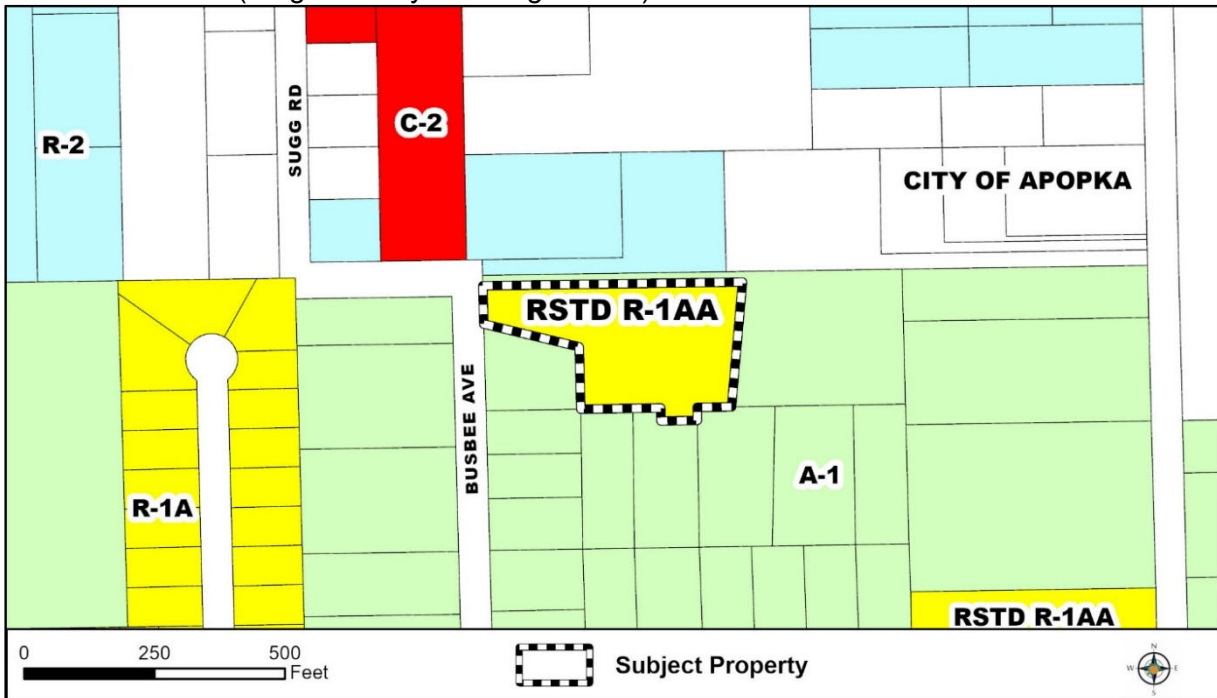 R-2
SUGG RD
C-2
CITY OF APOPKA
RSTD R-1AA
BUSBEE AVE
A-1
R-1A
RSTD R-1AA
0 250 500
Feet
Subject Property
N
W E
S